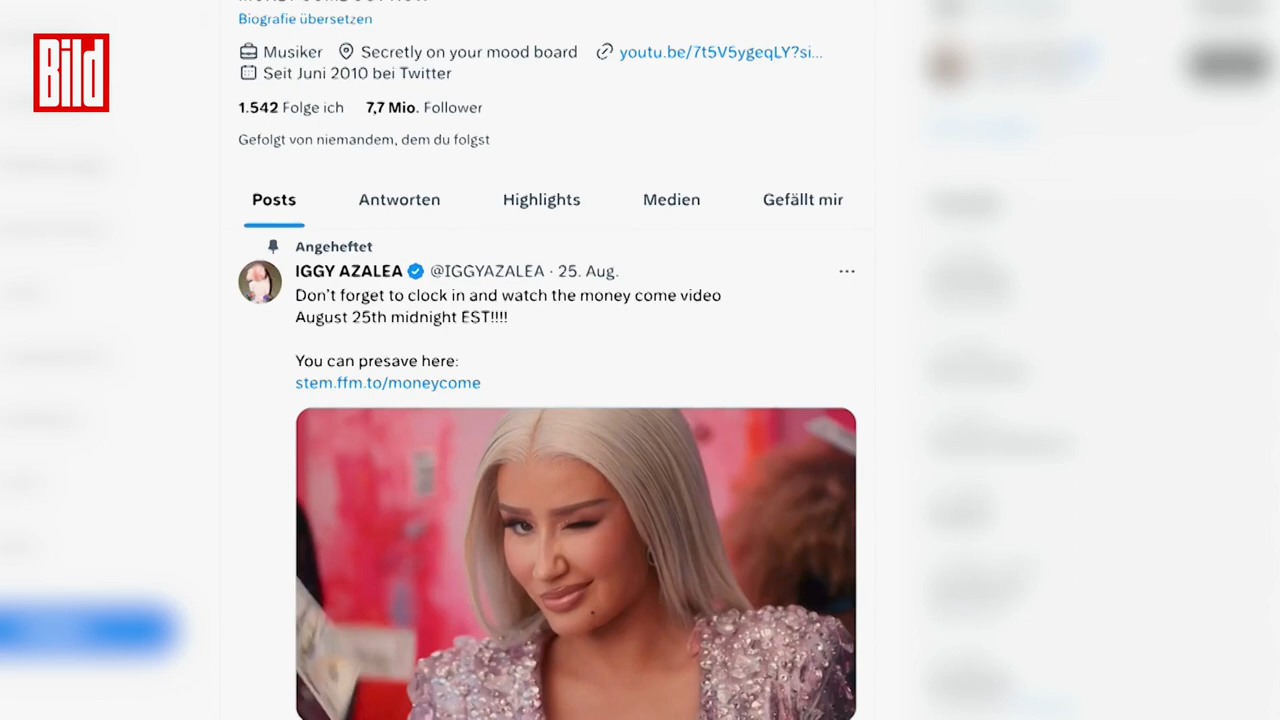 Bild
Biografie übersetzen
Musiker Secretly on your mood board youtu.be/7t5V5ygeqLY?si...
Seit Juni 2010 bei Twitter
1.542 Folge ich 7,7 Mio. Follower
Gefolgt von niemandem, dem du folgst
Posts Antworten Highlights Medien Gefällt mir
Angeheftet
IGGY AZALEA @IGGYAZALEA · 25. Aug.
Don't forget to clock in and watch the money come video
August 25th midnight EST!!!!
You can presave here:
stem.ffm.to/moneycome